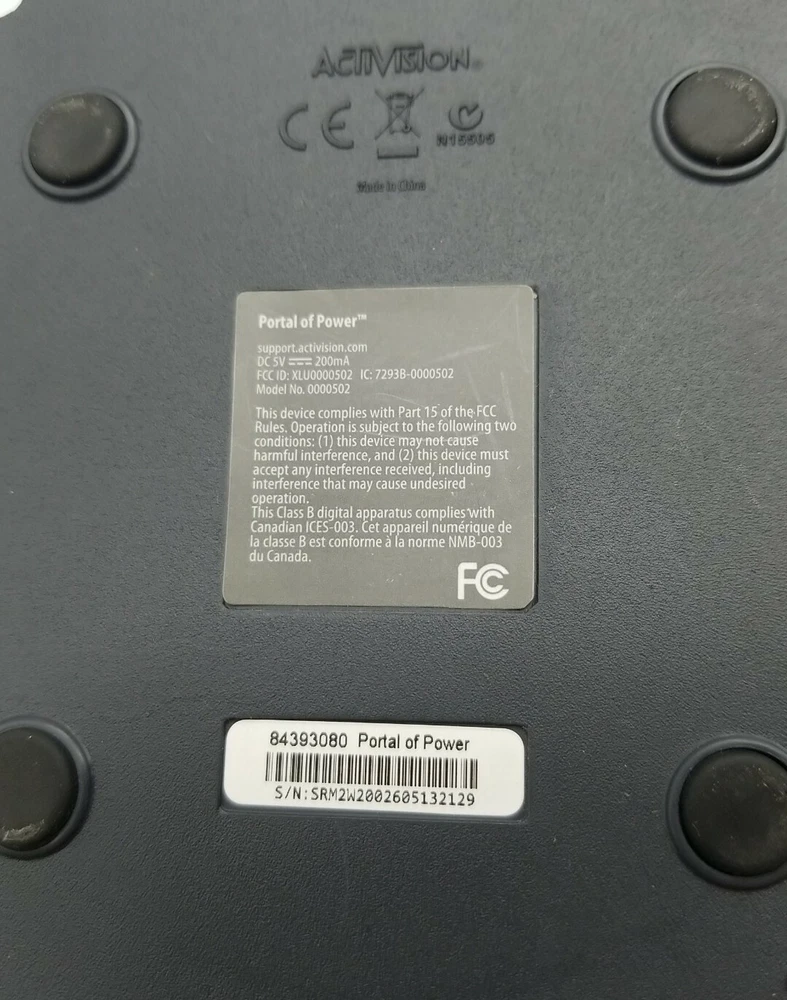 ACTIVISION®
CE
N15505
Made in China
Portal of Power™
support.activision.com
DC 5V 200mA
FCC ID: XLU0000502 IC: 7293B-0000502
Model No. 0000502
This device complies with Part 15 of the FCC
Rules. Operation is subject to the following two
conditions: (1) this device may not cause
harmful interference, and (2) this device must
accept any interference received, including
interference that may cause undesired
operation.
This Class B digital apparatus complies with
Canadian ICES-003. Cet appareil numérique de
la classe B est conforme à la norme NMB-003
du Canada.
FC
84393080 Portal of Power
S/N:SRM2W2002605132129